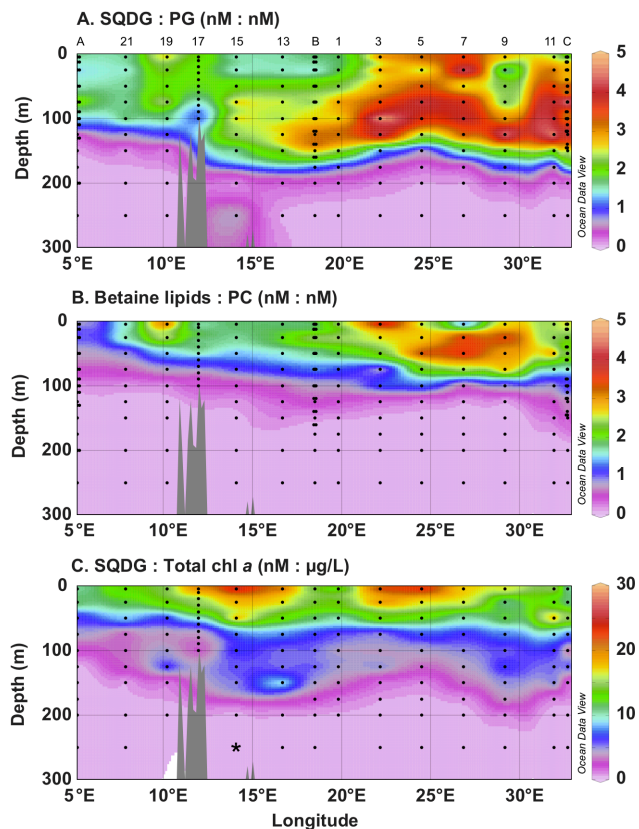 A. SQDG : PG (nM : nM)
A 21 19 17 15 13 B 1 3 5 7 9 11 C
0
100
200
300
Depth (m)
5°E 10°E 15°E 20°E 25°E 30°E
Ocean Data View
5
4
3
2
1
0
B. Betaine lipids : PC (nM : nM)
0
100
200
300
Depth (m)
5°E 10°E 15°E 20°E 25°E 30°E
Ocean Data View
5
4
3
2
1
0
C. SQDG : Total chl a (nM : µg/L)
0
100
200
300
Depth (m)
*
5°E 10°E 15°E 20°E 25°E 30°E
Longitude
Ocean Data View
30
20
10
0